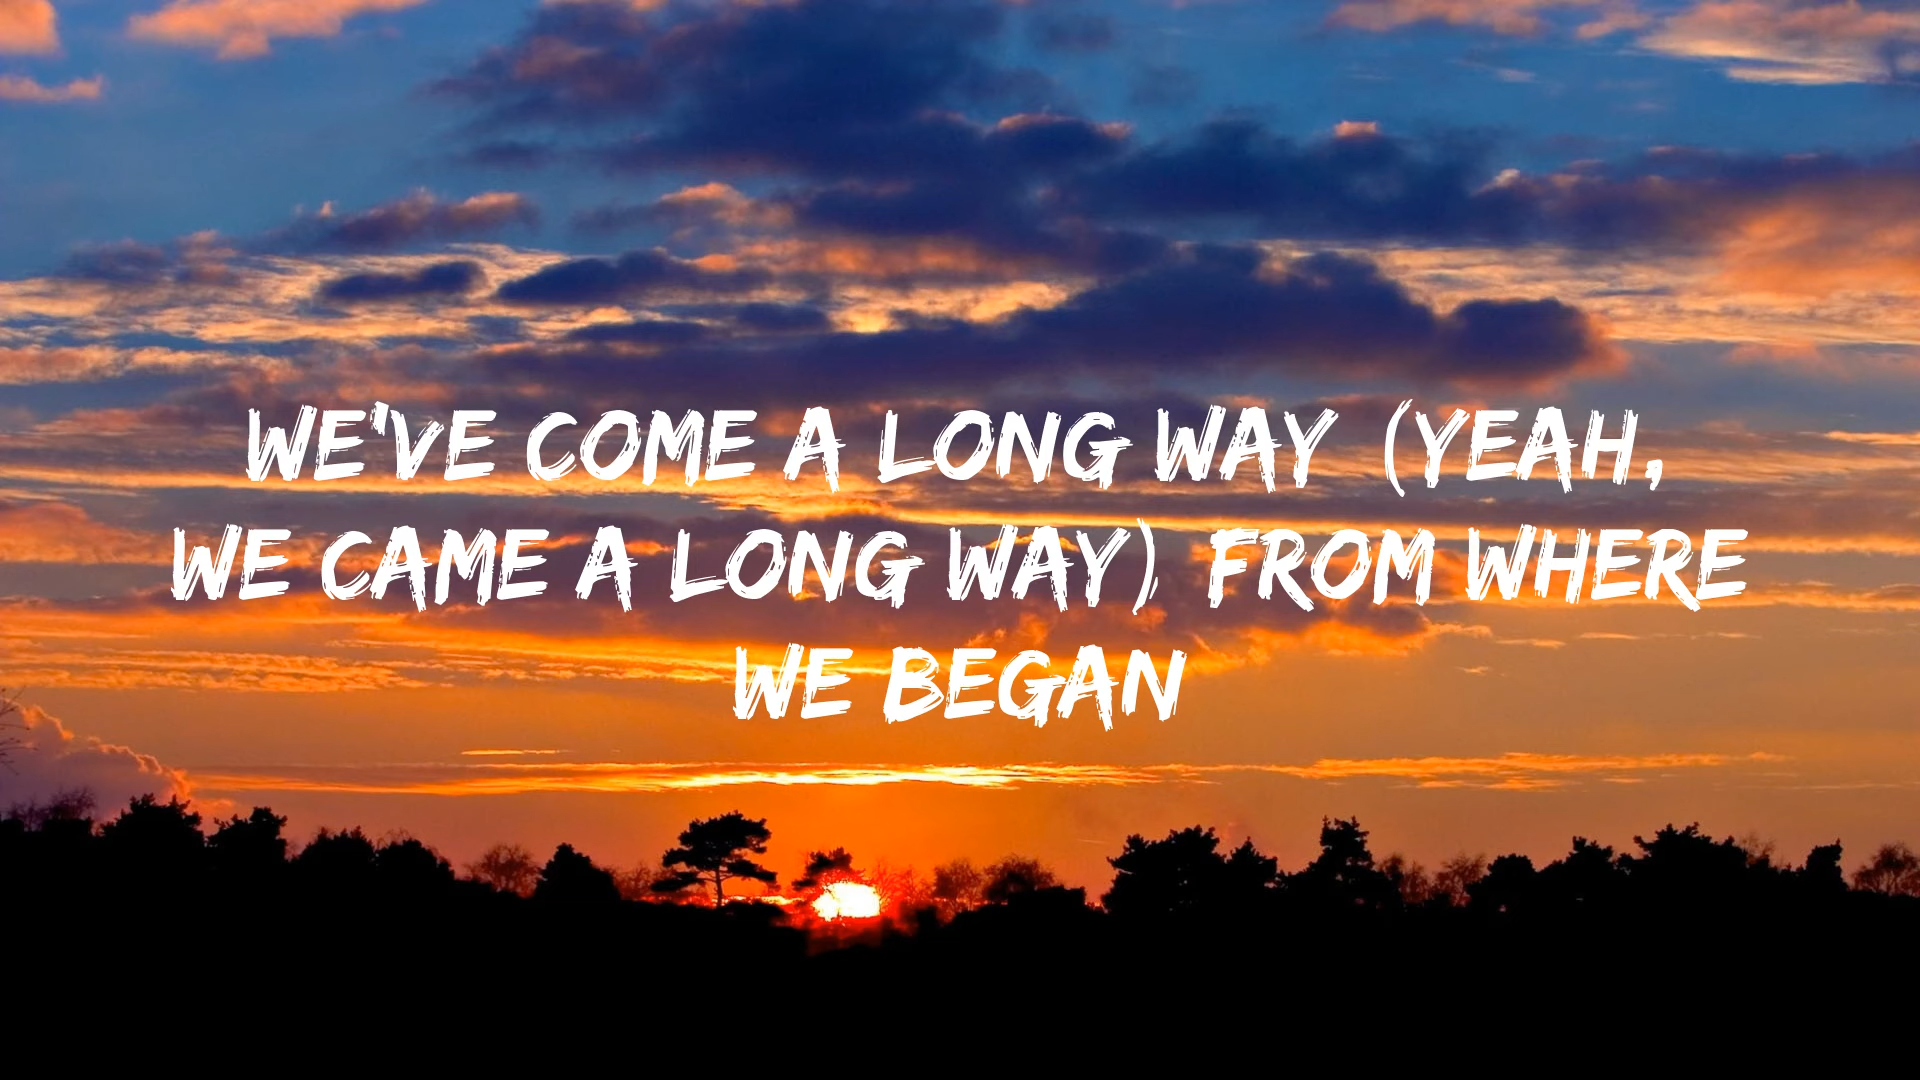 WE'VE COME A LONG WAY (YEAH,
WE CAME A LONG WAY) FROM WHERE
WE BEGAN